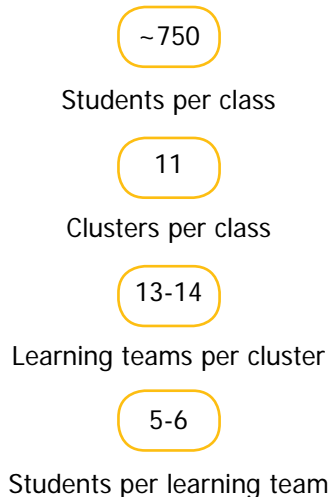 ~750
Students per class
11
Clusters per class
13-14
Learning teams per cluster
5-6
Students per learning team